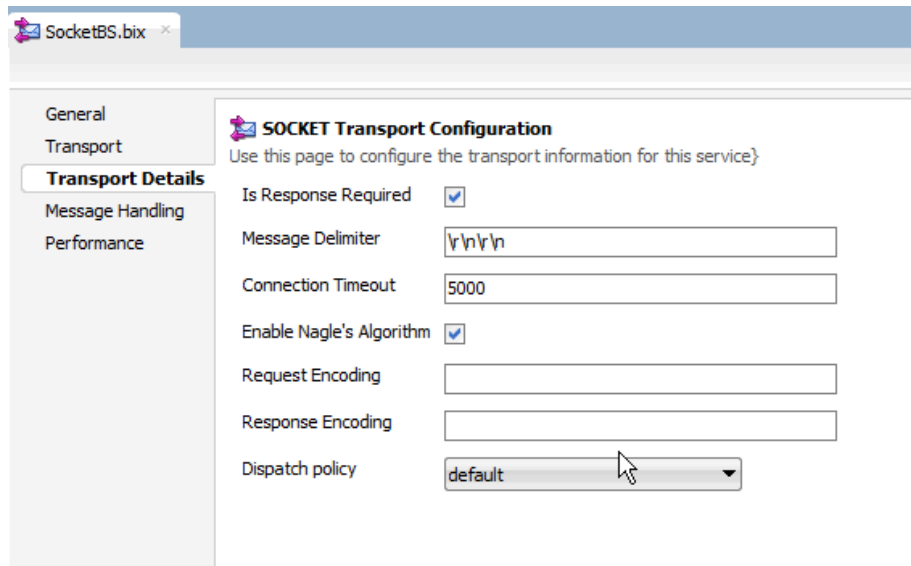 SocketBS.bix
General
Transport
Transport Details
Message Handling
Performance
SOCKET Transport Configuration
Use this page to configure the transport information for this service}
Is Response Required
Message Delimiter \r\n\r\n
Connection Timeout 5000
Enable Nagle's Algorithm
Request Encoding
Response Encoding
Dispatch policy default